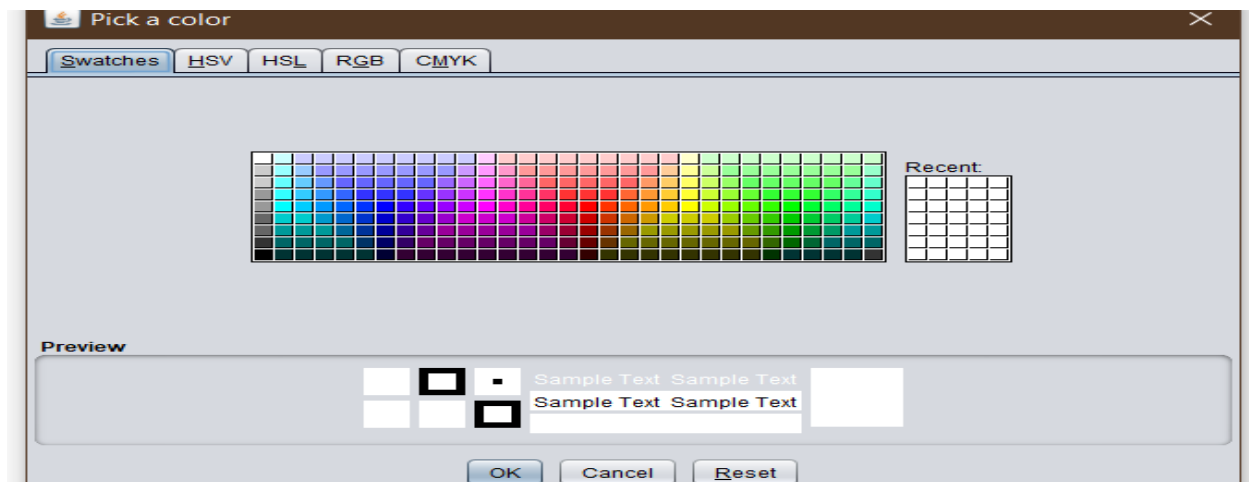 Pick a color
Swatches HSV HSL RGB CMYK
Recent:
Preview
Sample Text Sample Text
Sample Text Sample Text
OK Cancel Reset